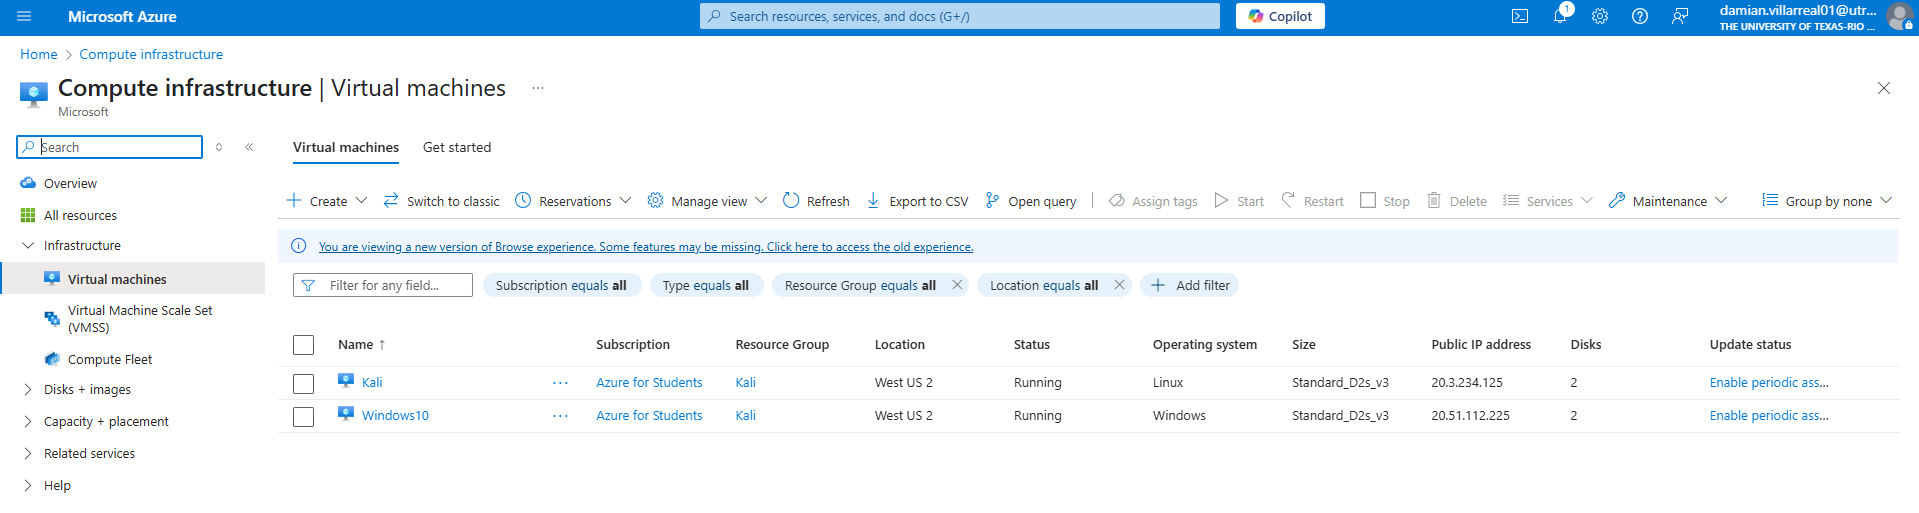 Microsoft Azure
Search resources, services, and docs (G+/)
Copilot
1
damian.villarreal01@utr...
THE UNIVERSITY OF TEXAS-RIO ...
Home > Compute infrastructure
Compute infrastructure | Virtual machines ...
Microsoft
Search
Overview
All resources
Infrastructure
Virtual machines
Virtual Machine Scale Set
(VMSS)
Compute Fleet
Disks + images
Capacity + placement
Related services
Help
Virtual machines Get started
Create Switch to classic Reservations Manage view Refresh Export to CSV Open query Assign tags Start Restart Stop Delete Services Maintenance Group by none
You are viewing a new version of Browse experience. Some features may be missing. Click here to access the old experience.
Filter for any field... Subscription equals all Type equals all Resource Group equals all Location equals all Add filter
Name ↑ Subscription Resource Group Location Status Operating system Size Public IP address Disks Update status
Kali ... Azure for Students Kali West US 2 Running Linux Standard_D2s_v3 20.3.234.125 2 Enable periodic ass...
Windows10 ... Azure for Students Kali West US 2 Running Windows Standard_D2s_v3 20.51.112.225 2 Enable periodic ass...